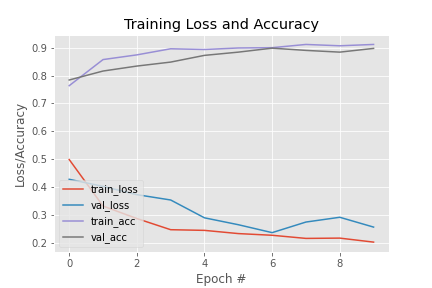 Training Loss and Accuracy
Loss/Accuracy
0.9
0.8
0.7
0.6
0.5
0.4
0.3
0.2
train_loss
val_loss
train_acc
val_acc
0 2 4 6 8
Epoch #